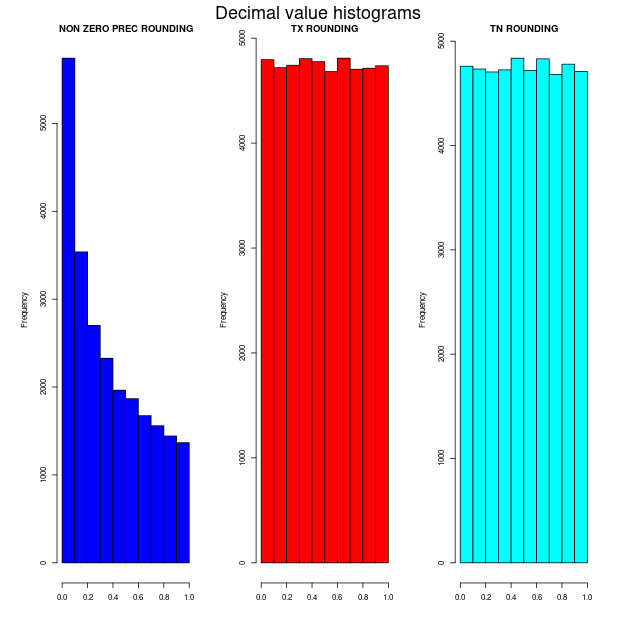 Decimal value histograms
NON ZERO PREC ROUNDING
Frequency
0
1000
2000
3000
4000
5000
0.0 0.2 0.4 0.6 0.8 1.0
TX ROUNDING
Frequency
0
1000
2000
3000
4000
5000
0.0 0.2 0.4 0.6 0.8 1.0
TN ROUNDING
Frequency
0
1000
2000
3000
4000
5000
0.0 0.2 0.4 0.6 0.8 1.0